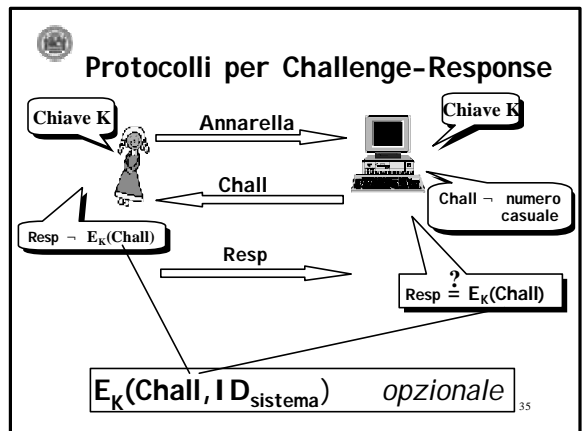 Protocolli per Challenge-Response
Chiave K
Annarella
Chiave K
Chall
Chall ¬ numero
casuale
Resp ¬ E_K(Chall)
Resp
?
Resp = E_K(Chall)
E_K(Chall, ID_sistema) opzionale
35